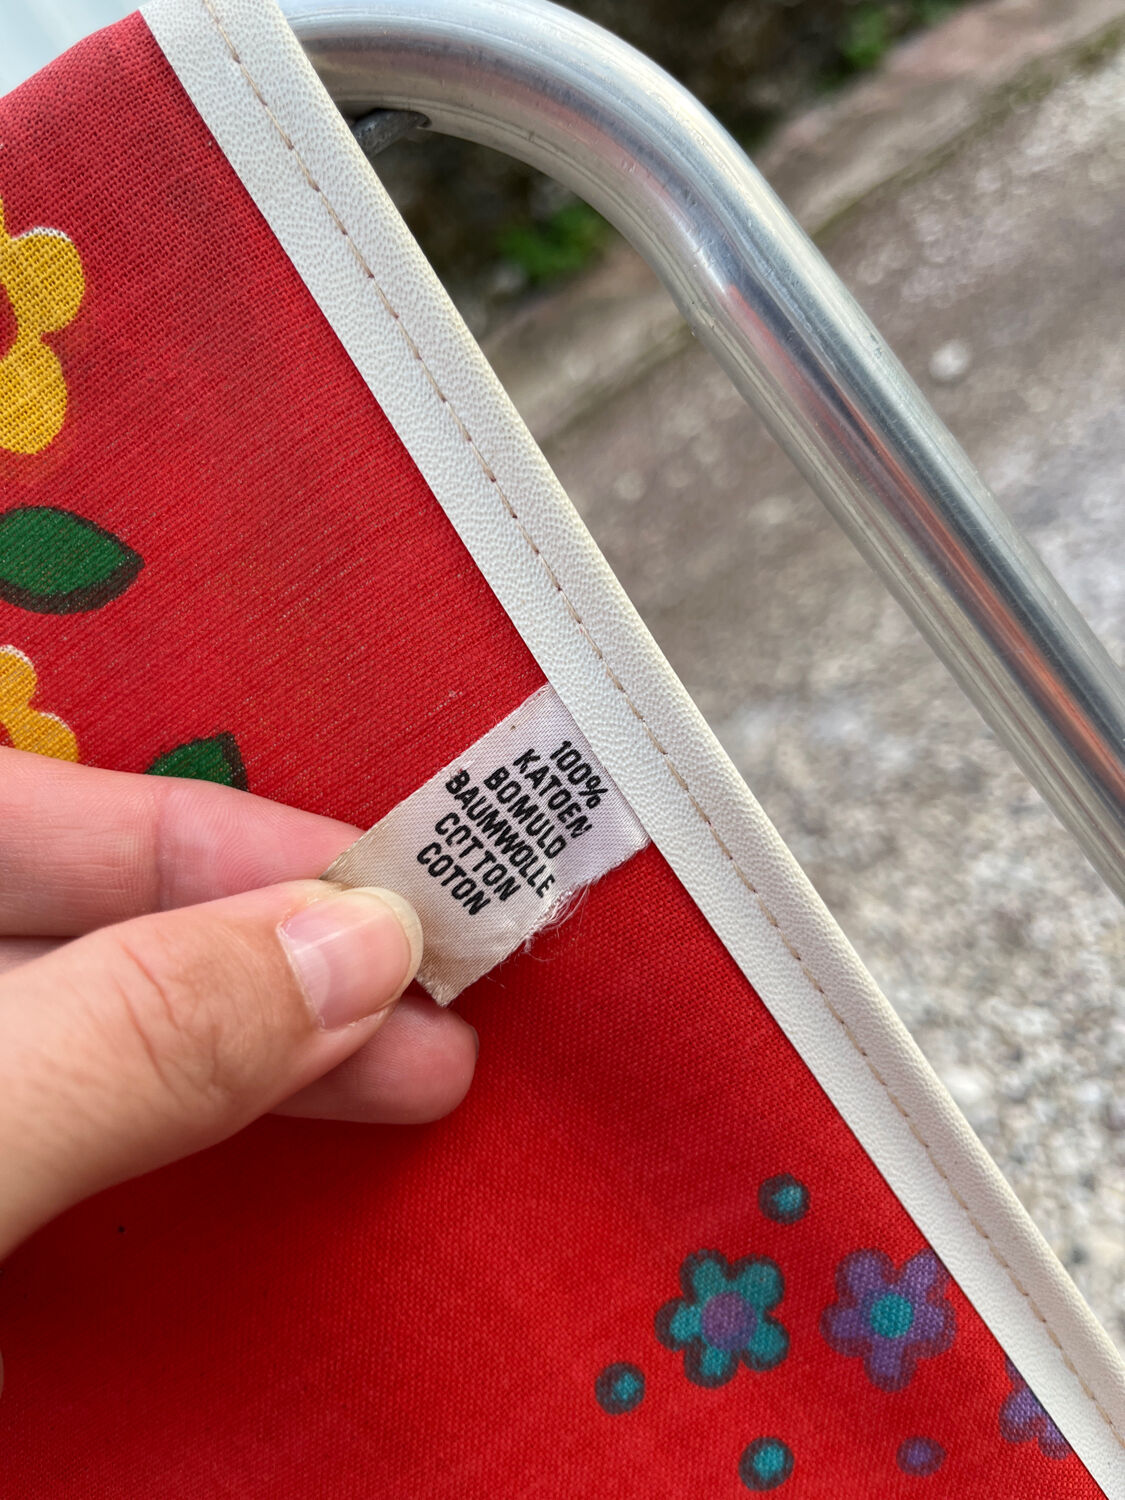 100%
KATOEN
BOMULD
BAUMWOLLE
COTTON
COTON